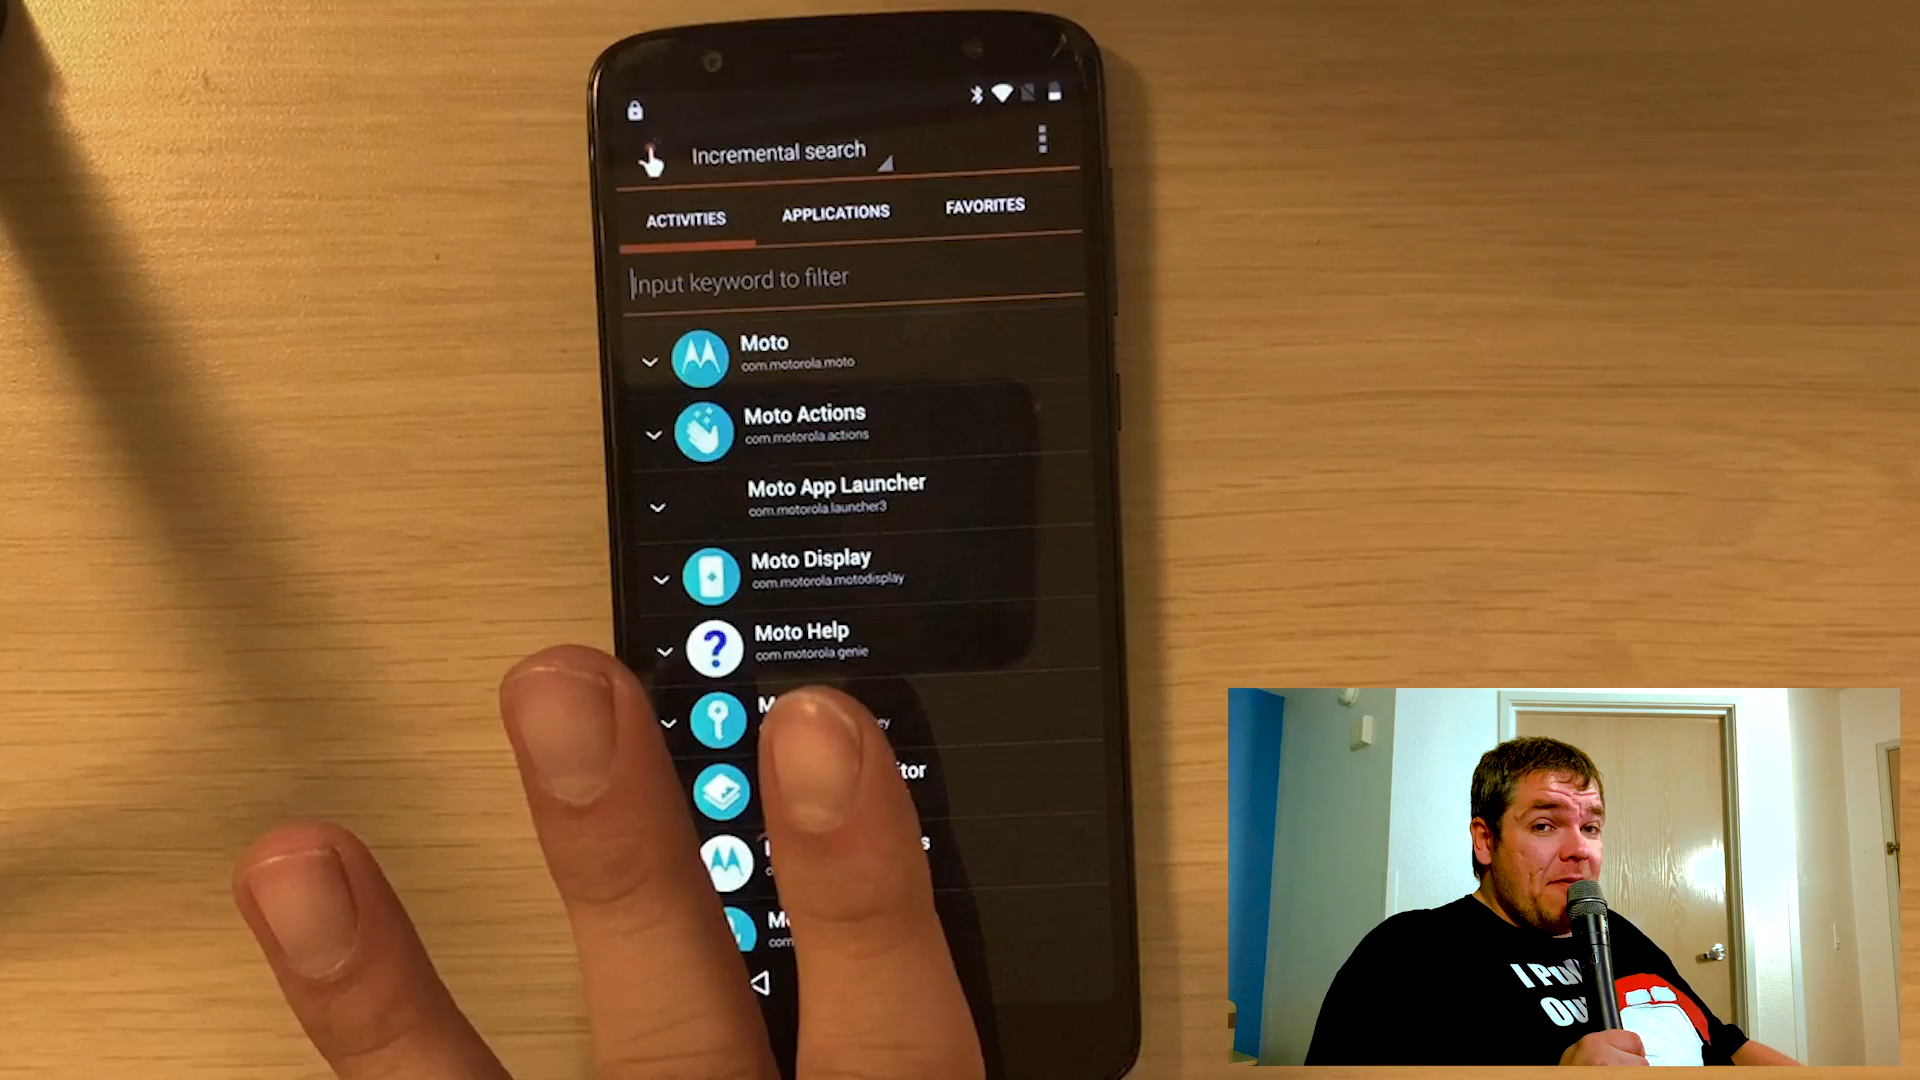 Incremental search
ACTIVITIES APPLICATIONS FAVORITES
Input keyword to filter
Moto
com.motorola.moto
Moto Actions
com.motorola.actions
Moto App Launcher
com.motorola.launcher3
Moto Display
com.motorola.motodisplay
Moto Help
com.motorola.genie
?
I